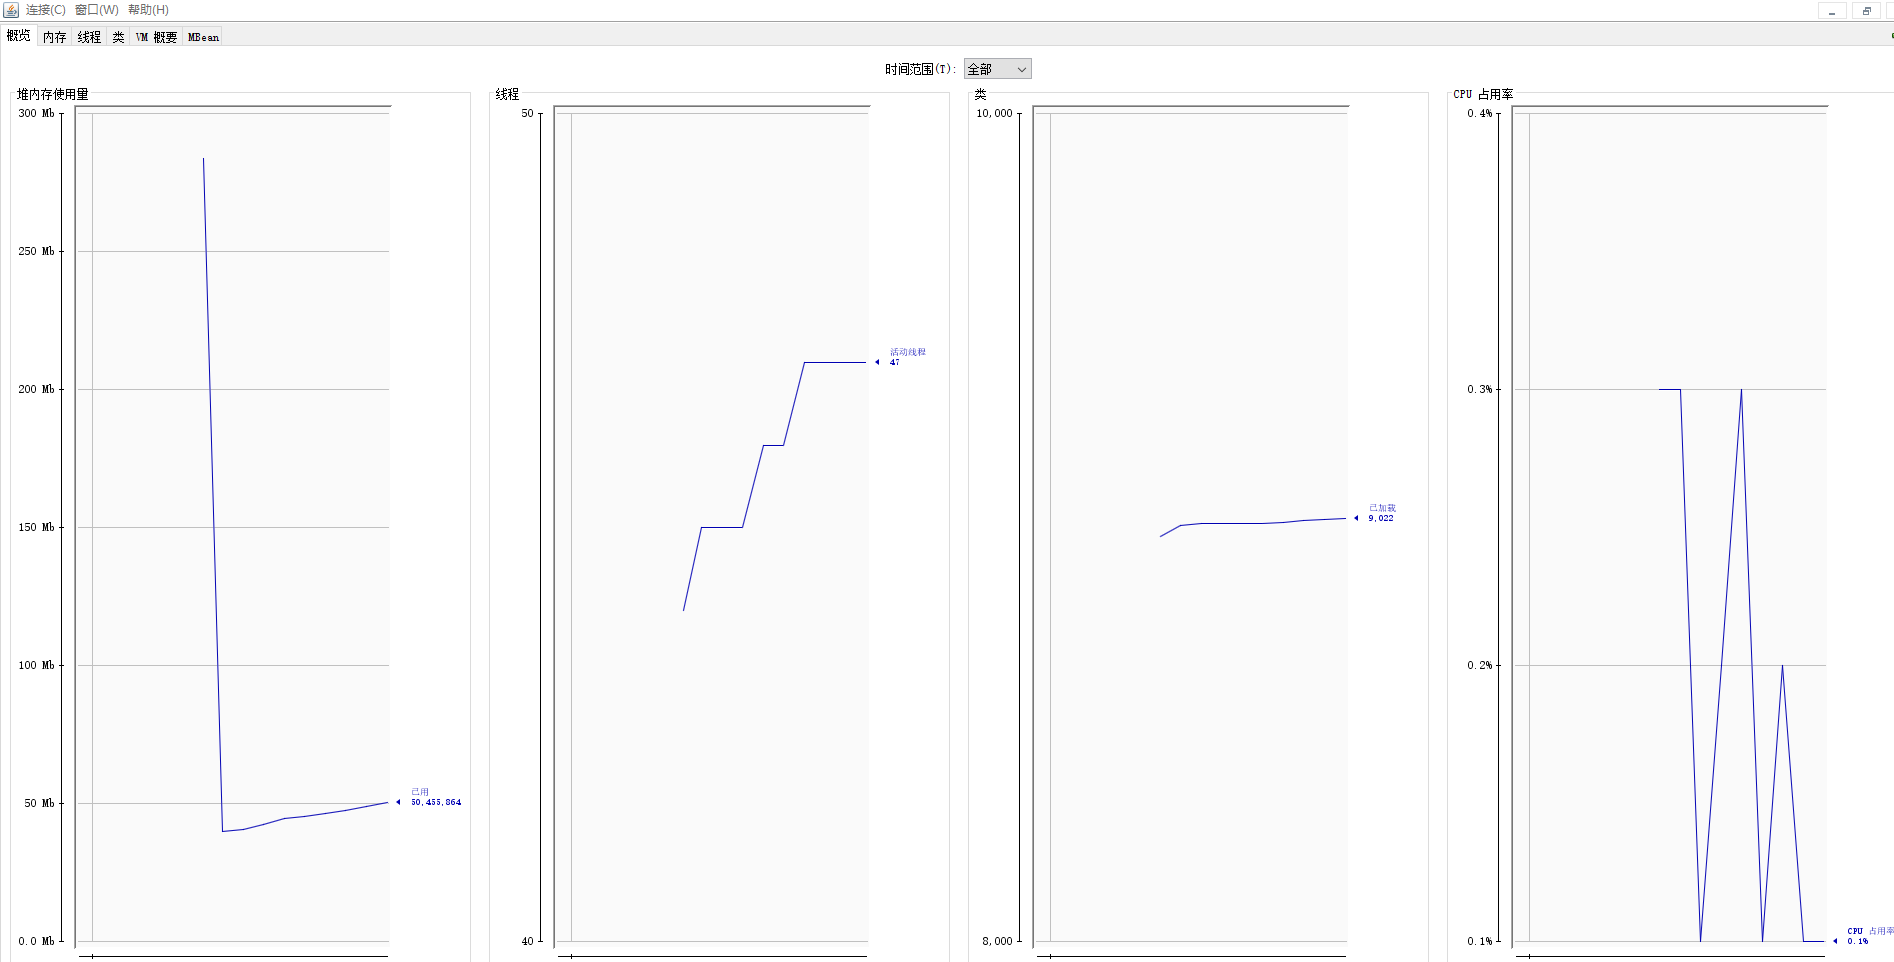 连接(C) 窗口(W) 帮助(H)
概览 内存 线程 类 VM 概要 MBean
时间范围(T): 全部
堆内存使用量
300 Mb
250 Mb
200 Mb
150 Mb
100 Mb
50 Mb
0.0 Mb
已用
50,455,864
线程
50
40
活动线程
47
类
10,000
8,000
已加载
9,022
CPU 占用率
0.4%
0.3%
0.2%
0.1%
CPU 占用率
0.1%